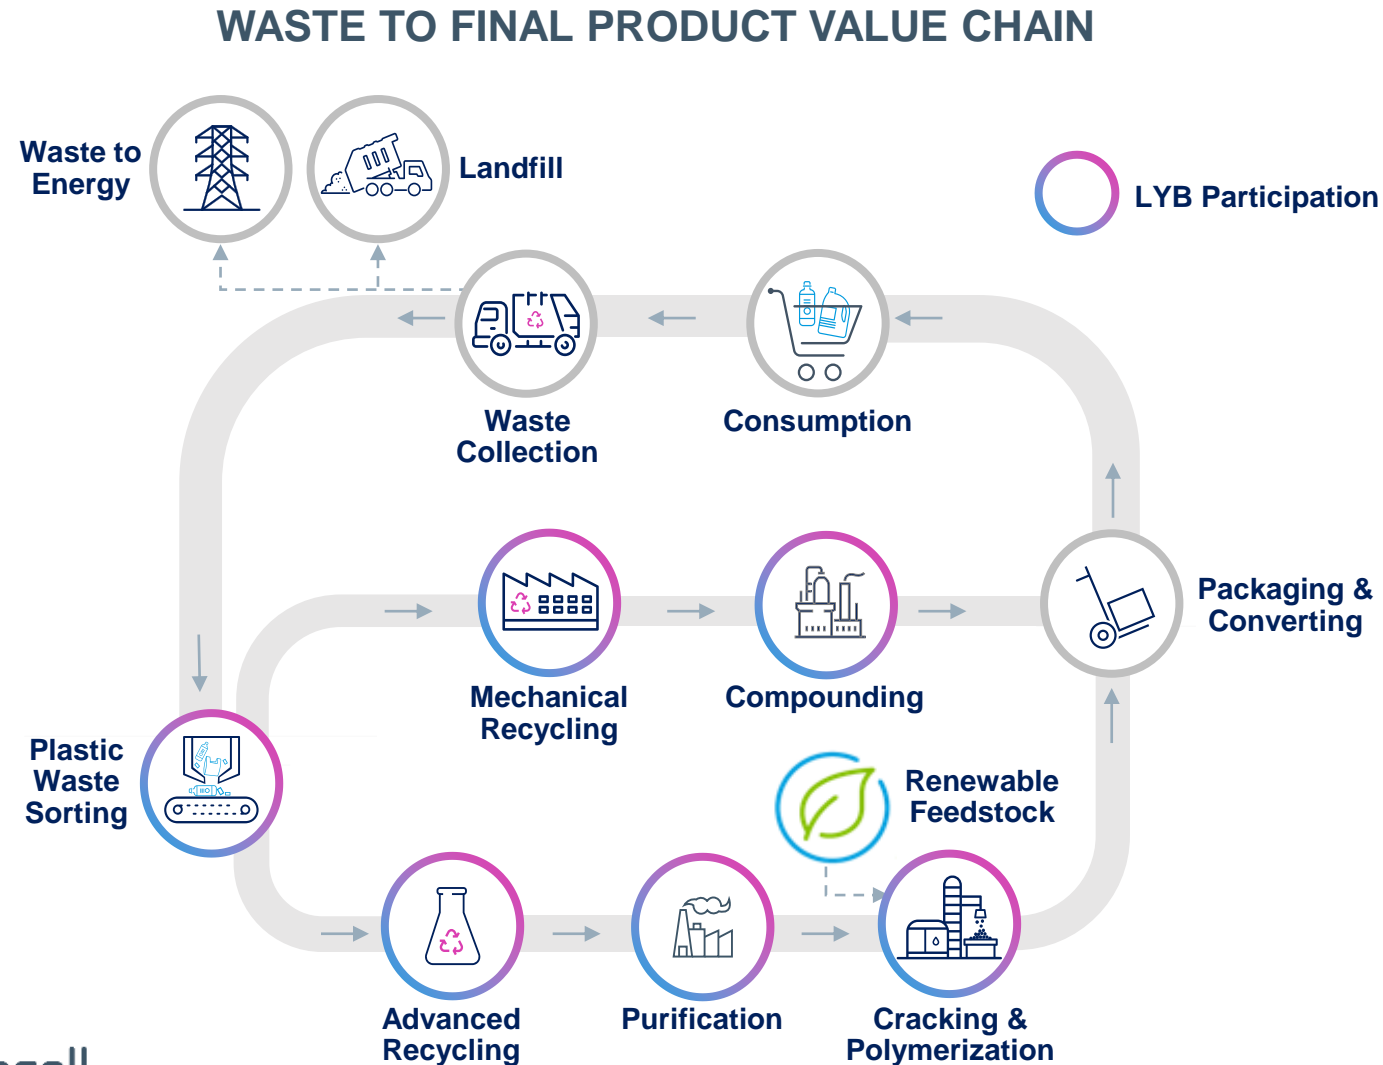 WASTE TO FINAL PRODUCT VALUE CHAIN
Waste to
Energy
Landfill
LYB Participation
Waste
Collection
Consumption
Packaging &
Converting
Mechanical
Recycling
Compounding
Plastic
Waste
Sorting
Renewable
Feedstock
Advanced
Recycling
Purification
Cracking &
Polymerization